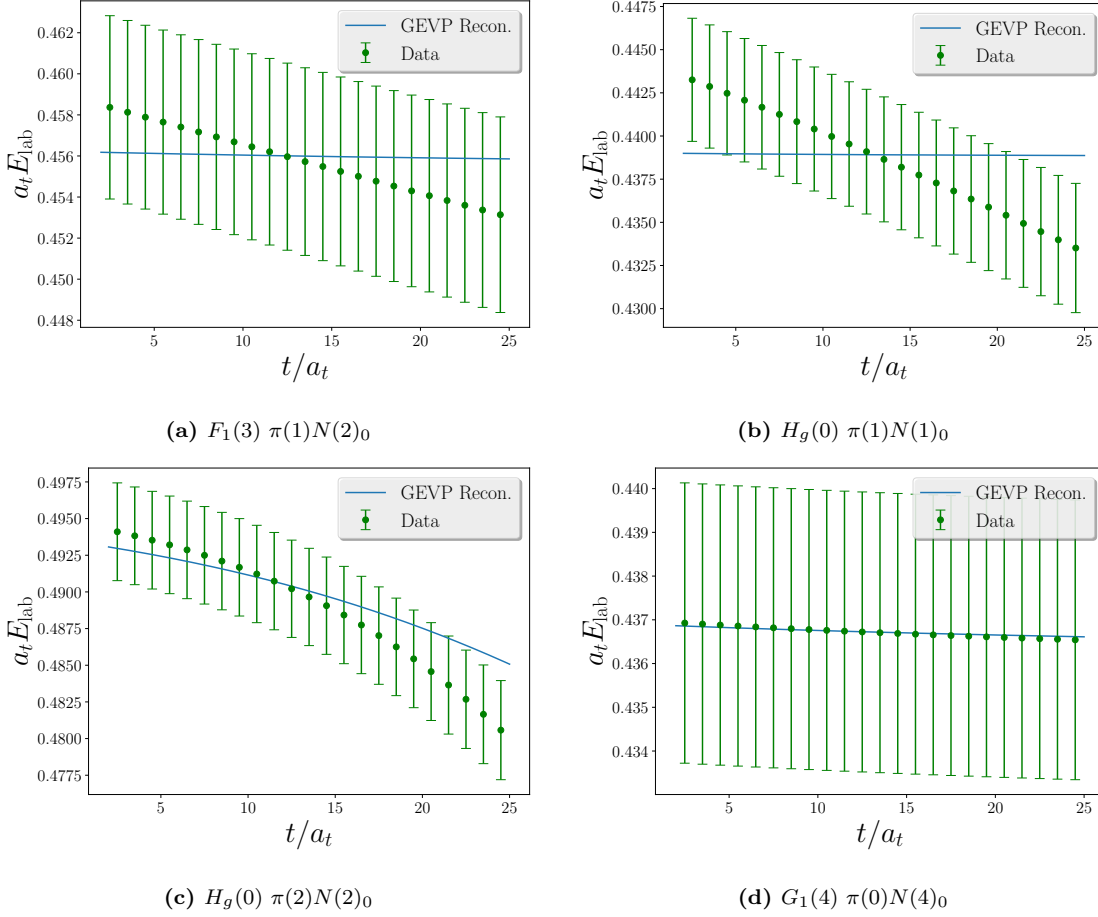 GEVP Recon.
Data
0.462
0.460
0.458
0.456
0.454
0.452
0.450
0.448
a_t E_lab
5
10
15
20
25
t/a_t
(a) F_1(3) π(1)N(2)_0
GEVP Recon.
Data
0.4475
0.4450
0.4425
0.4400
0.4375
0.4350
0.4325
0.4300
a_t E_lab
5
10
15
20
25
t/a_t
(b) H_g(0) π(1)N(1)_0
GEVP Recon.
Data
0.4975
0.4950
0.4925
0.4900
0.4875
0.4850
0.4825
0.4800
0.4775
a_t E_lab
5
10
15
20
25
t/a_t
(c) H_g(0) π(2)N(2)_0
GEVP Recon.
Data
0.440
0.439
0.438
0.437
0.436
0.435
0.434
a_t E_lab
5
10
15
20
25
t/a_t
(d) G_1(4) π(0)N(4)_0